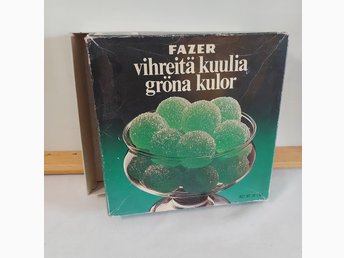 FAZER
vihreitä kuulia
gröna kulor